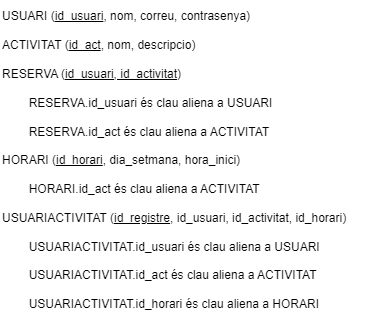 USUARI (id_usuari, nom, correu, contrasenya)
ACTIVITAT (id_act, nom, descripcio)
RESERVA (id_usuari, id_activitat)
RESERVA.id_usuari és clau aliena a USUARI
RESERVA.id_act és clau aliena a ACTIVITAT
HORARI (id_horari, dia_setmana, hora_inici)
HORARI.id_act és clau aliena a ACTIVITAT
USUARIACTIVITAT (id_registre, id_usuari, id_activitat, id_horari)
USUARIACTIVITAT.id_usuari és clau aliena a USUARI
USUARIACTIVITAT.id_act és clau aliena a ACTIVITAT
USUARIACTIVITAT.id_horari és clau aliena a HORARI